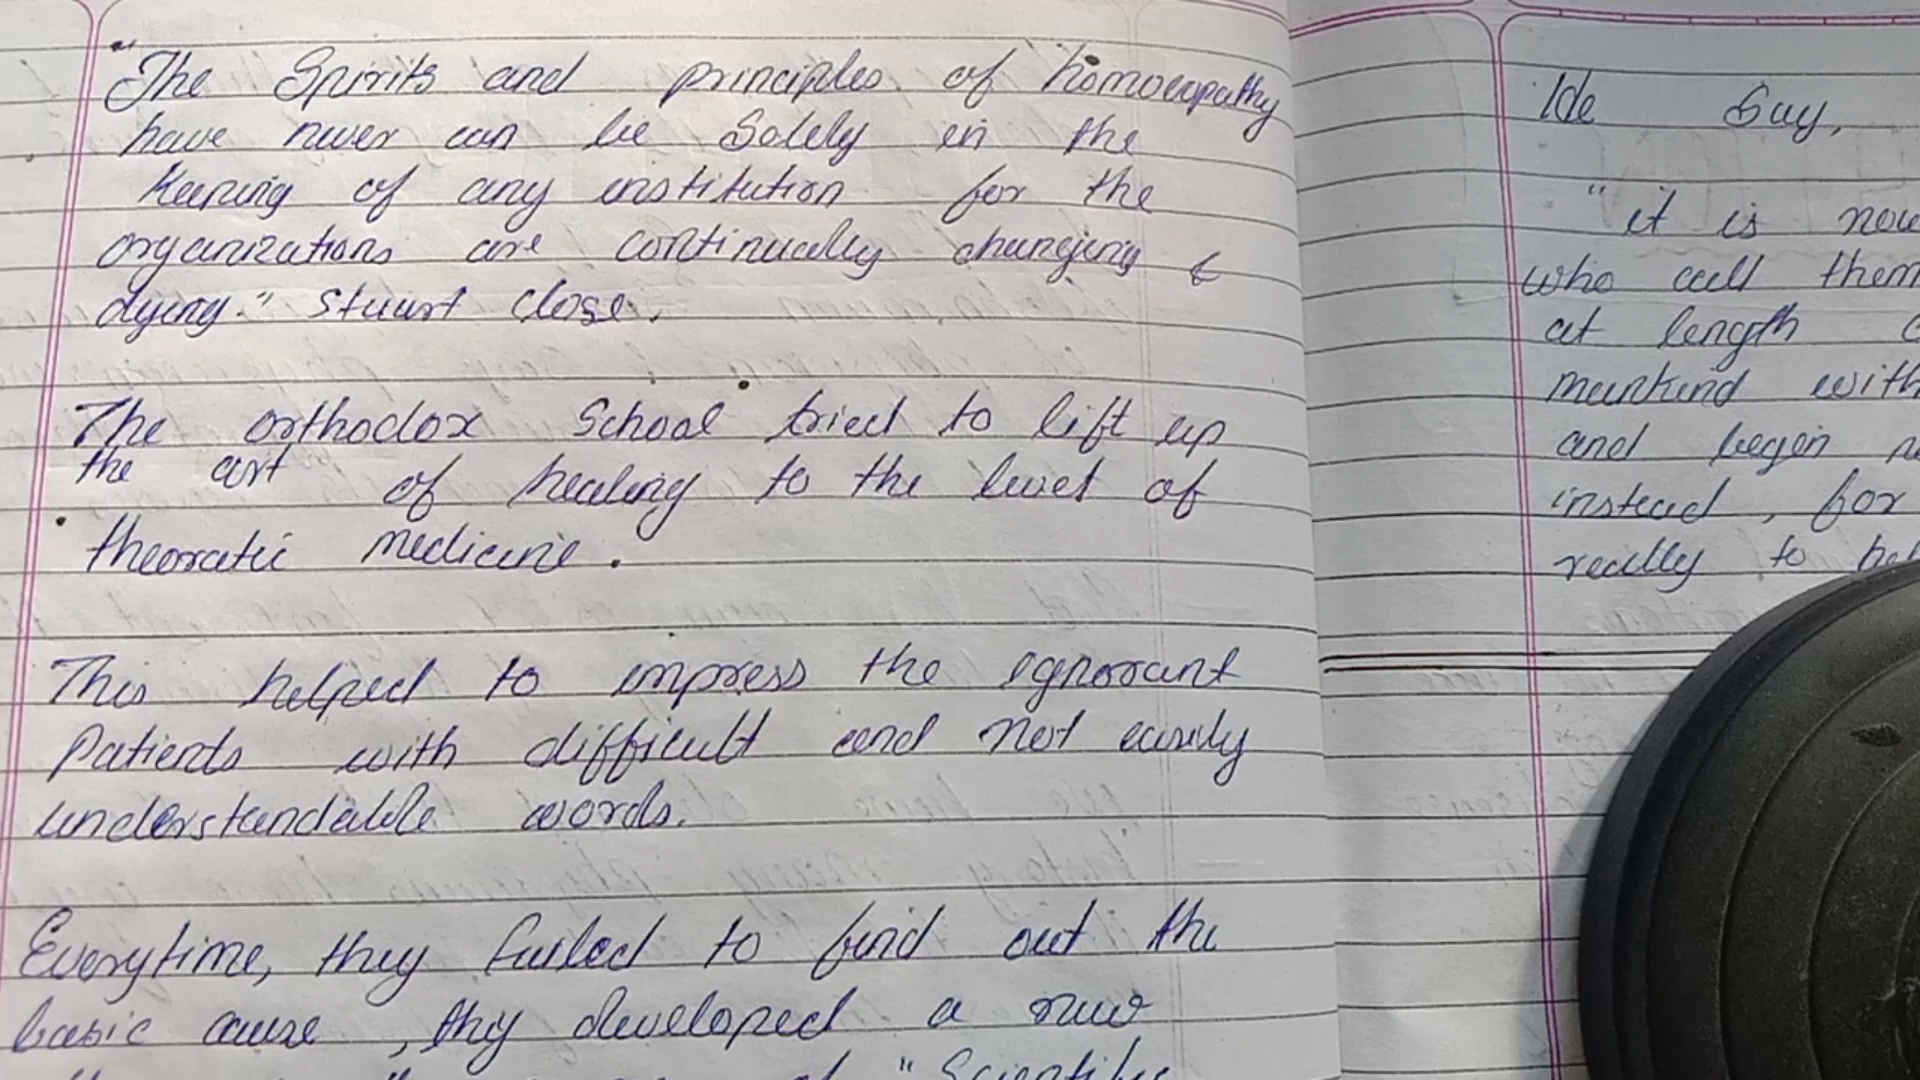 "The Spirits and principles of homoeopathy
have never can be Solely in the
Keeping of any institution for the
organizations are continually changing &
dying." Stuart Close.
The orthodox School tried to lift up
the art of healing to the level of
theoratic medicine.
This helped to impress the ignorant
Patients with difficult and not easily
understandable words.
Everytime, they failed to find out the
basic cause, thy developed a new
"Scientific
He Say,
"it is now
who call them
at length
mankind with
and begin
instead, for
really to